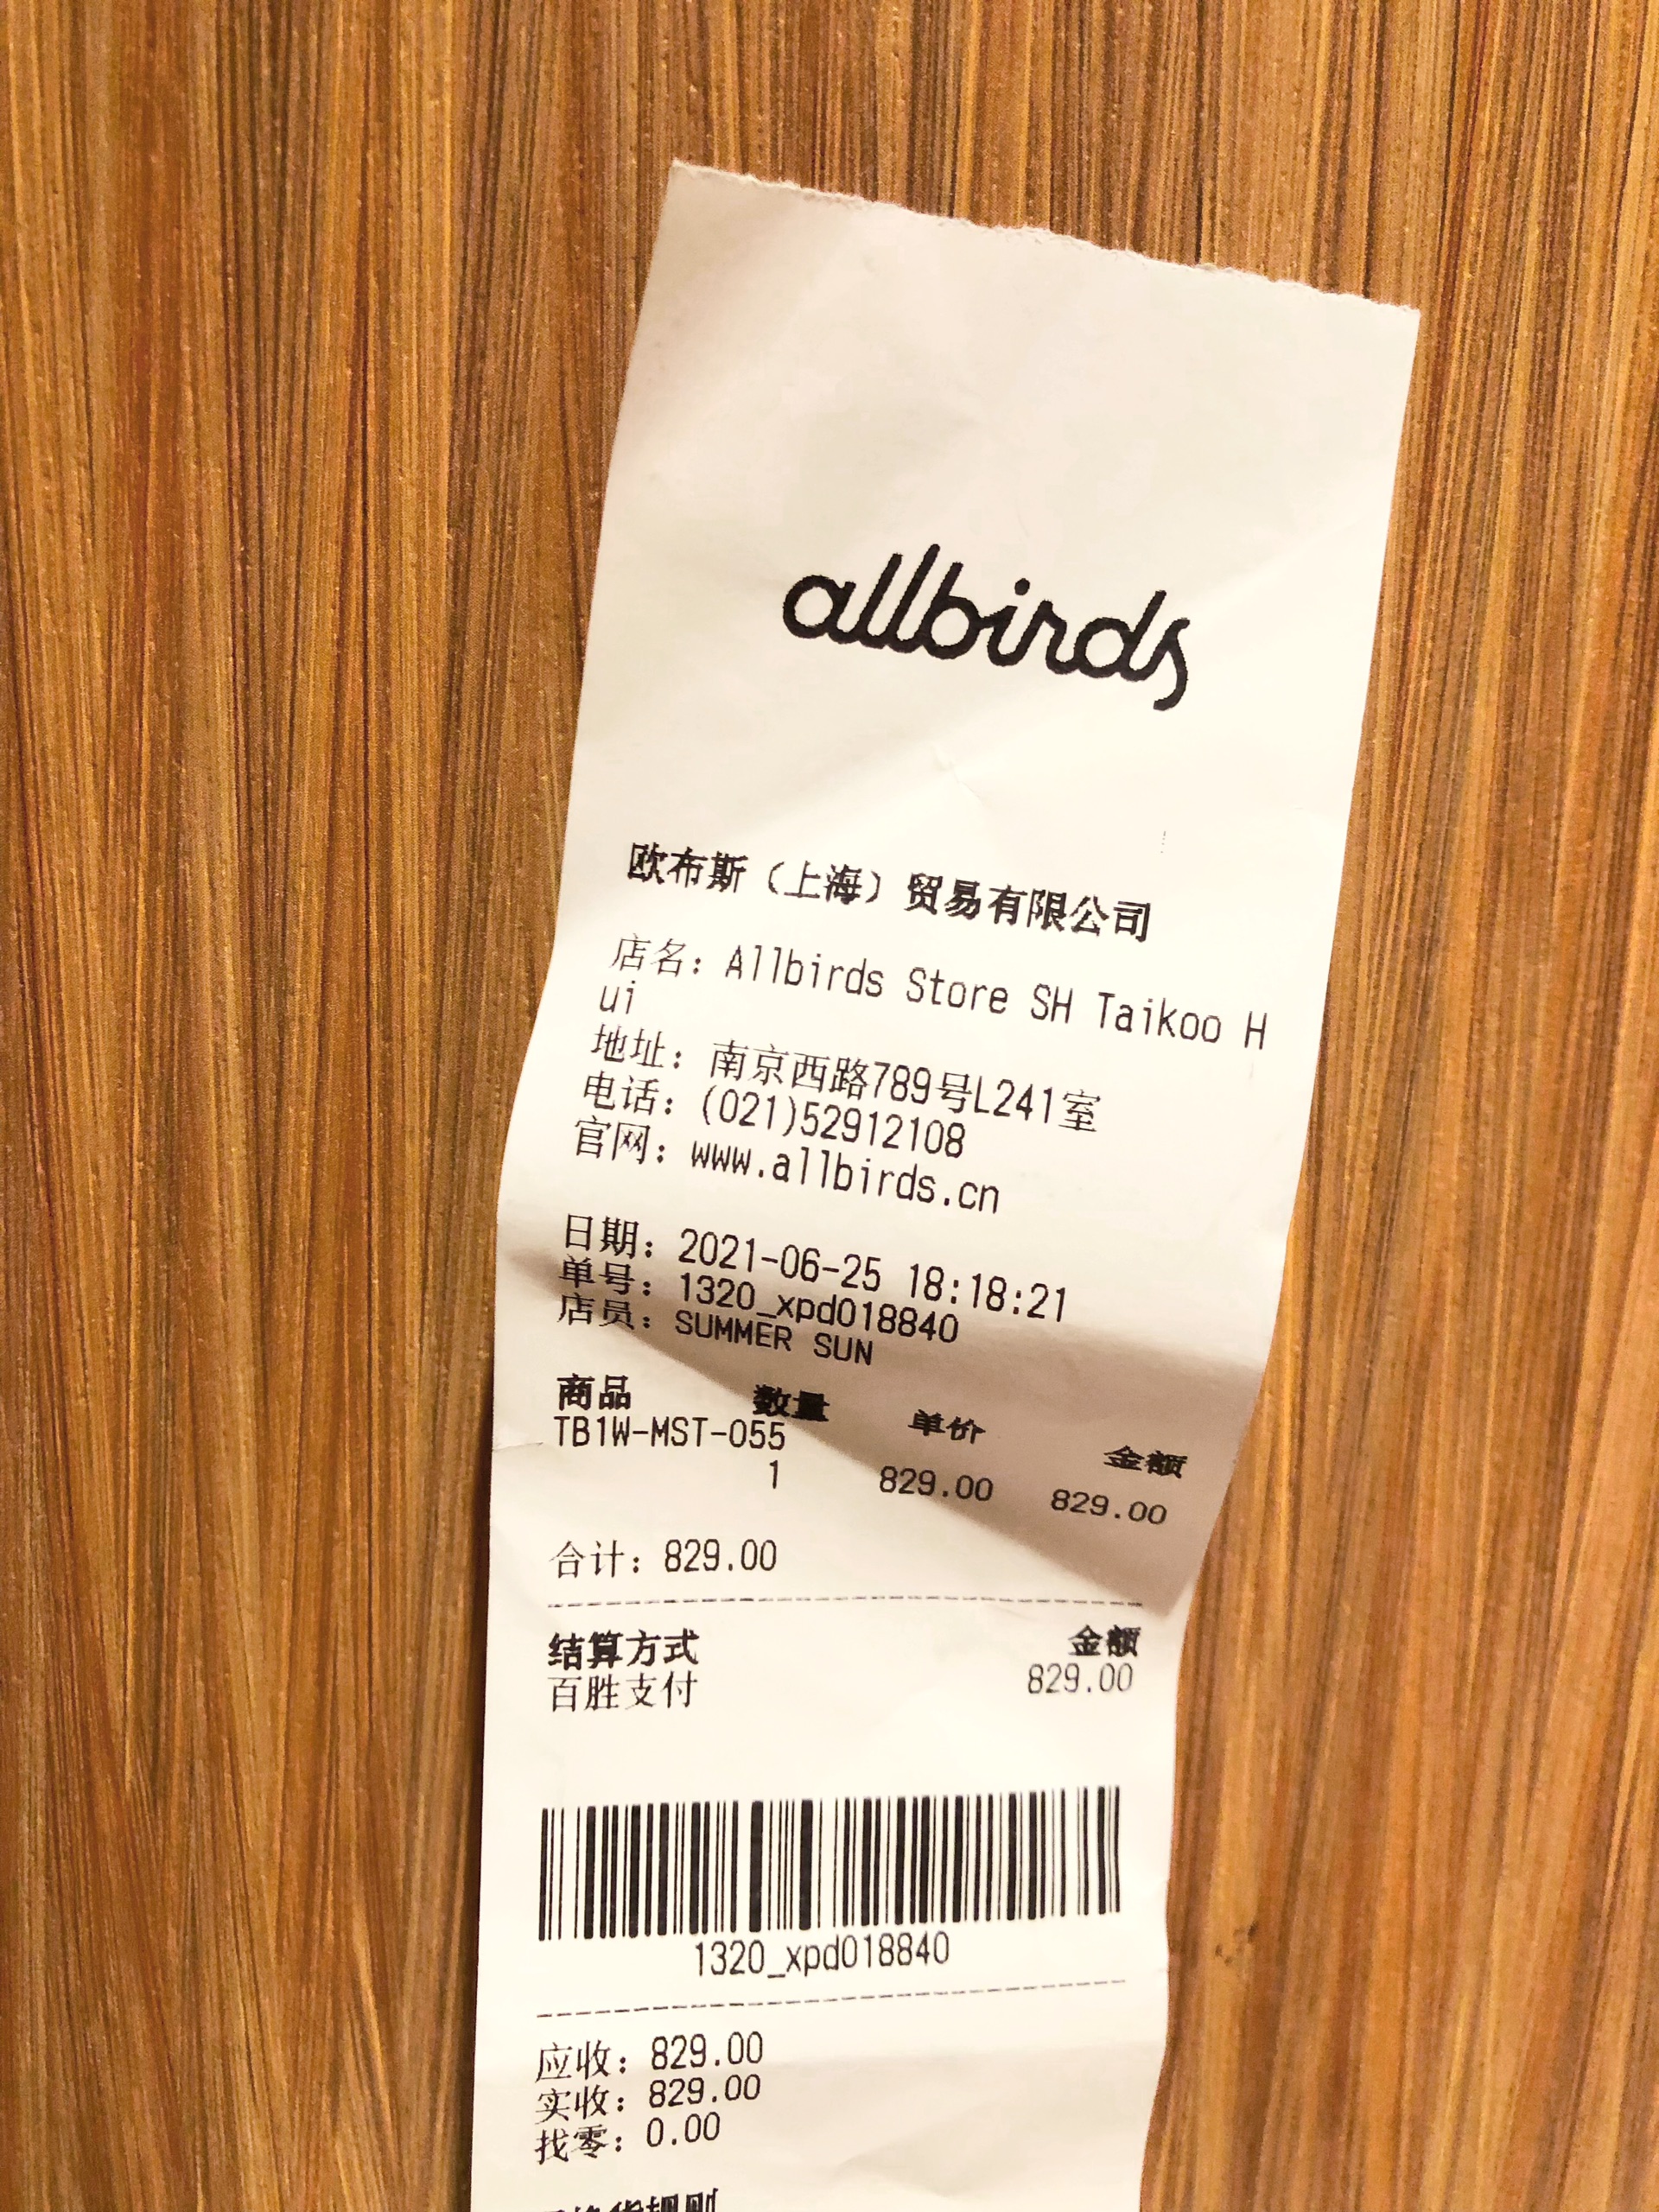 allbirds
欧布斯（上海）贸易有限公司
店名：Allbirds Store SH Taikoo H
ui
地址：南京西路789号L241室
电话：(021)52912108
官网：www.allbirds.cn
日期：2021-06-25 18:18:21
单号：1320_xpd018840
店员：SUMMER SUN
商品 数量 单价 金额
TB1W-MST-055
1 829.00 829.00
合计：829.00
结算方式 金额
百胜支付 829.00
1320_xpd018840
应收：829.00
实收：829.00
找零：0.00